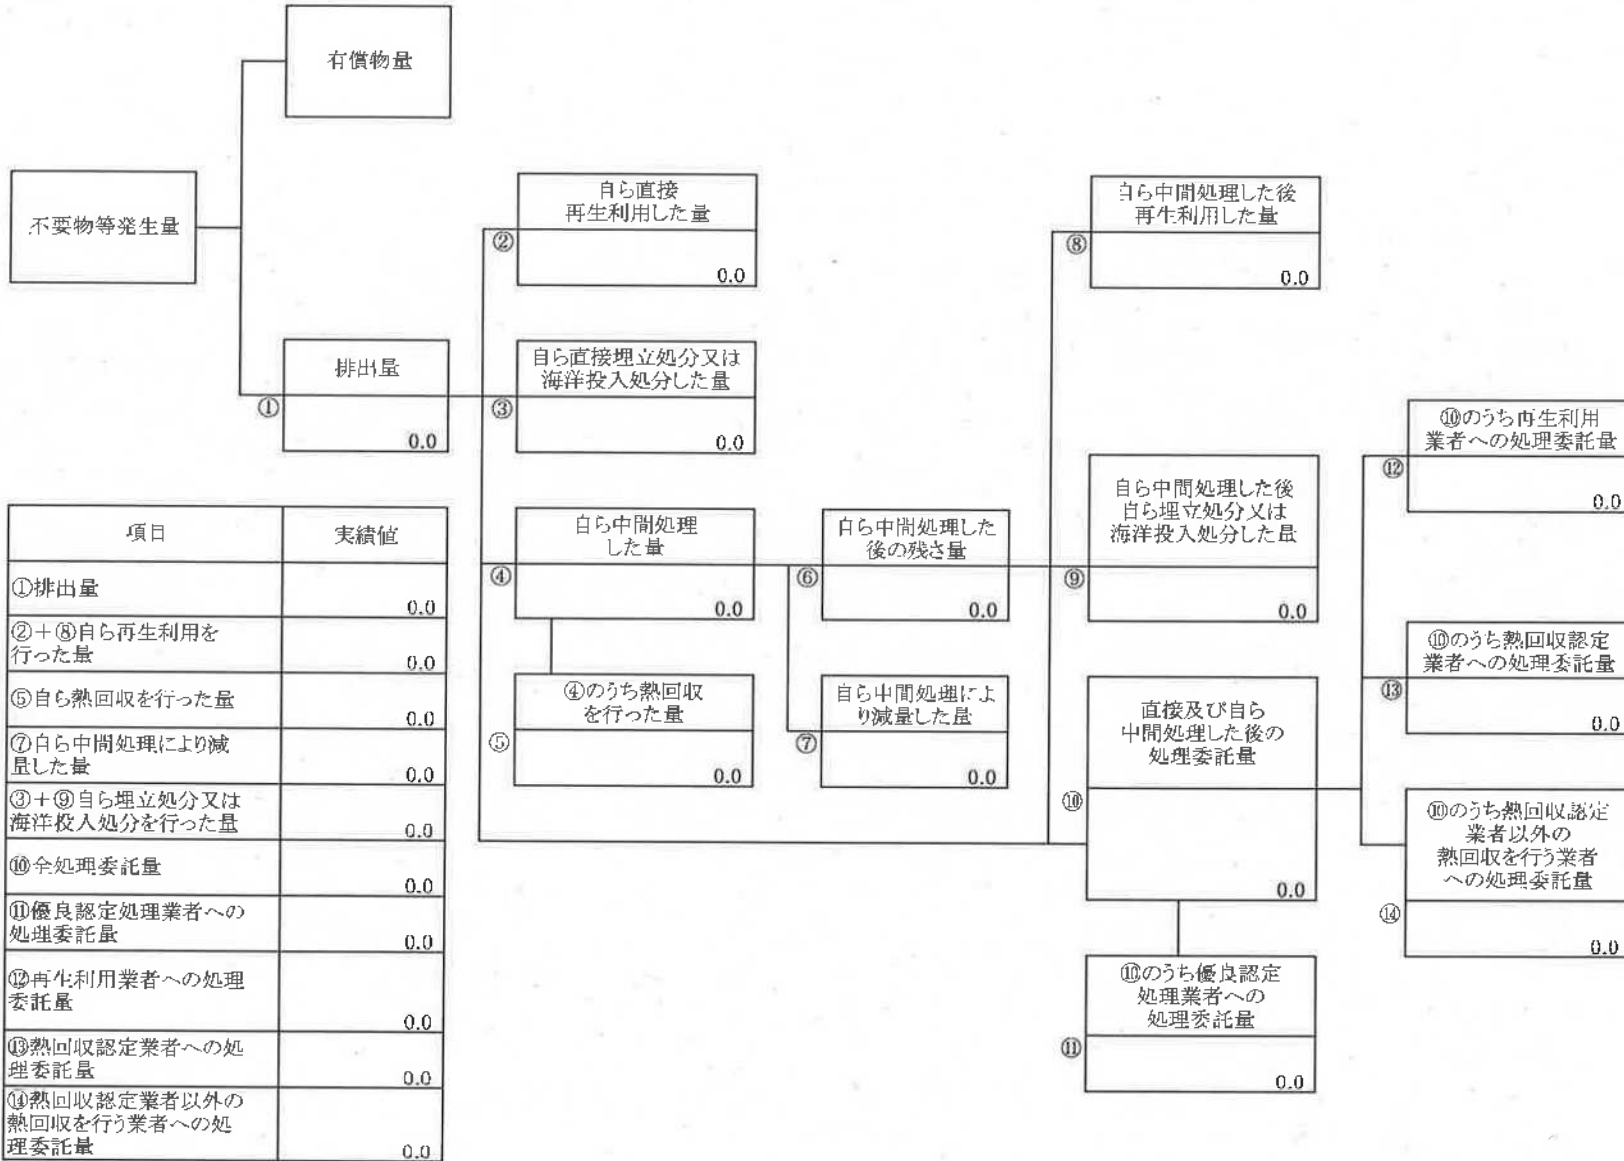 有償物量
不要物等発生量
自ら直接
再生利用した量
②
0.0
自ら中間処理した後
再生利用した量
⑧
0.0
排出量
①
0.0
自ら直接埋立処分又は
海洋投入処分した量
③
0.0
⑩のうち再生利用
業者への処理委託量
⑫
0.0
自ら中間処理した後
自ら埋立処分又は
海洋投入処分した量
⑨
0.0
自ら中間処理
した量
④
0.0
自ら中間処理した
後の残さ量
⑥
0.0
⑩のうち熱回収認定
業者への処理委託量
⑬
0.0
④のうち熱回収
を行った量
⑤
0.0
自ら中間処理によ
り減量した量
⑦
0.0
直接及び自ら
中間処理した後の
処理委託量
⑩
0.0
⑩のうち熱回収認定
業者以外の
熱回収を行う業者
への処理委託量
⑭
0.0
⑩のうち優良認定
処理業者への
処理委託量
⑪
0.0
項目 実績値
①排出量
0.0
②+⑧自ら再生利用を
行った量
0.0
⑤自ら熱回収を行った量
0.0
⑦自ら中間処理により減
量した量
0.0
③+⑨自ら埋立処分又は
海洋投入処分を行った量
0.0
⑩全処理委託量
0.0
⑪優良認定処理業者への
処理委託量
0.0
⑫再生利用業者への処理
委託量
0.0
⑬熱回収認定業者への処
理委託量
0.0
⑭熱回収認定業者以外の
熱回収を行う業者への処
理委託量
0.0